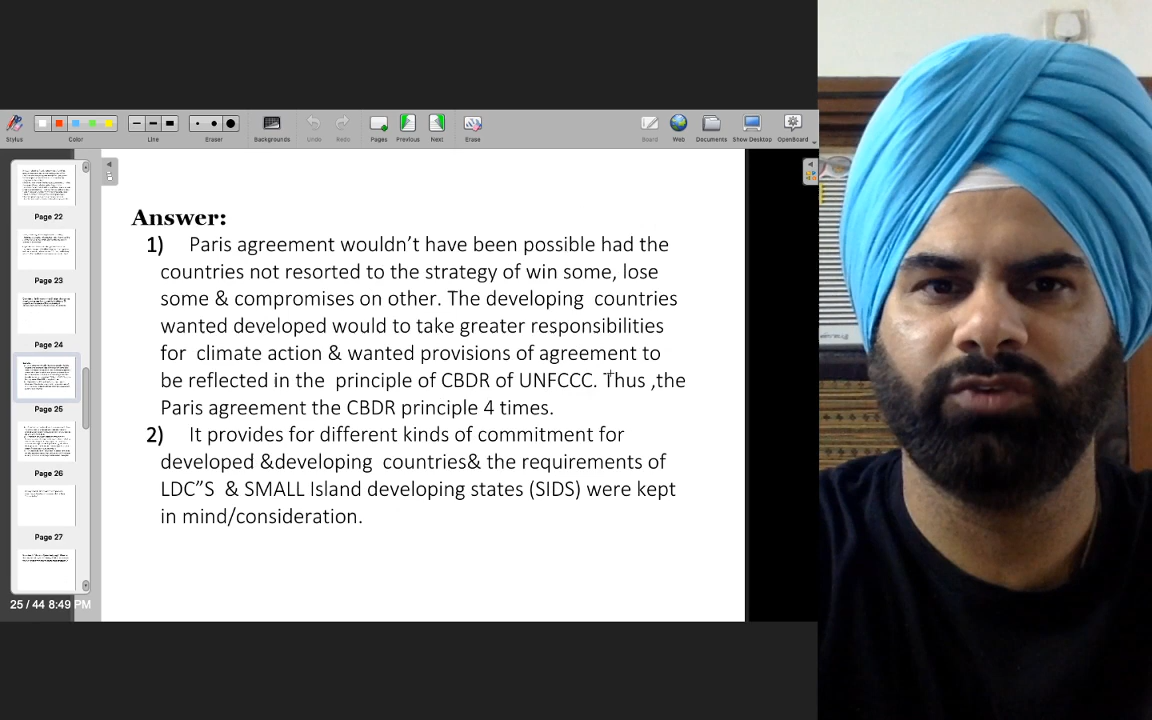 Stylus
Color
Line
Eraser
Backgrounds
Undo
Redo
Pages
Previous
Next
Erase
Board
Web
Documents
Show Desktop
OpenBoard
Page 22
Page 23
Page 24
Page 25
Page 26
Page 27
25 / 44 8:49 PM
Answer:
1) Paris agreement wouldn’t have been possible had the
countries not resorted to the strategy of win some, lose
some & compromises on other. The developing countries
wanted developed would to take greater responsibilities
for climate action & wanted provisions of agreement to
be reflected in the principle of CBDR of UNFCCC. Thus ,the
Paris agreement the CBDR principle 4 times.
2) It provides for different kinds of commitment for
developed &developing countries& the requirements of
LDC”S & SMALL Island developing states (SIDS) were kept
in mind/consideration.